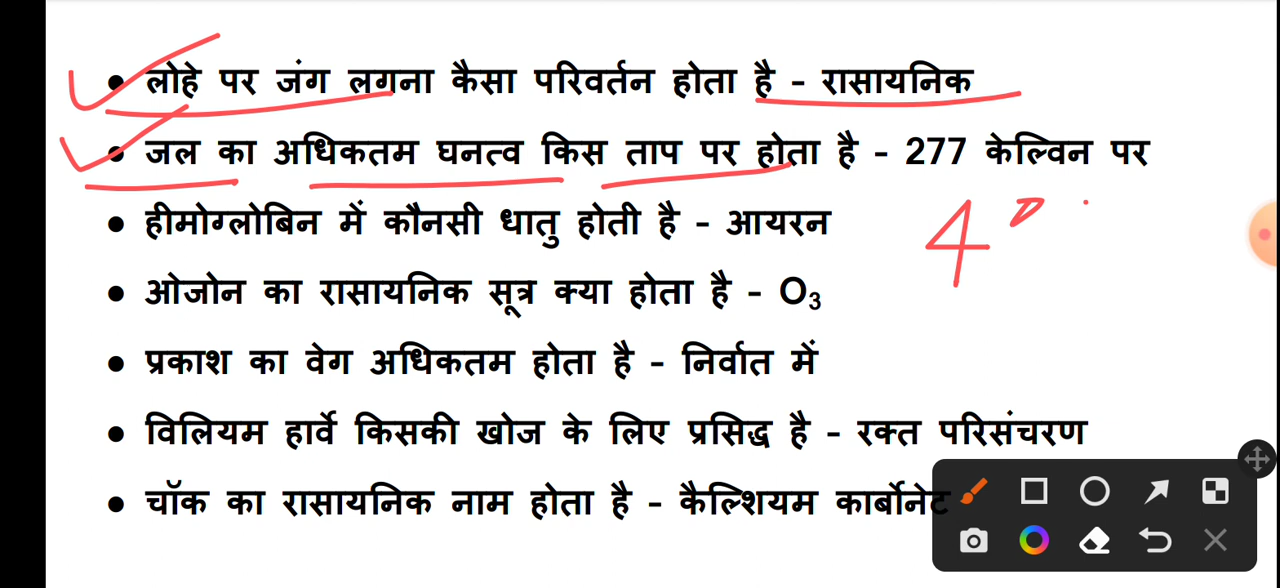 • लोहे पर जंग लगना कैसा परिवर्तन होता है - रासायनिक
• जल का अधिकतम घनत्व किस ताप पर होता है - 277 केल्विन पर
• हीमोग्लोबिन में कौनसी धातु होती है - आयरन
4°
• ओजोन का रासायनिक सूत्र क्या होता है - O₃
• प्रकाश का वेग अधिकतम होता है - निर्वात में
• विलियम हार्वे किसकी खोज के लिए प्रसिद्ध है - रक्त परिसंचरण
• चॉक का रासायनिक नाम होता है - कैल्शियम कार्बोनेट